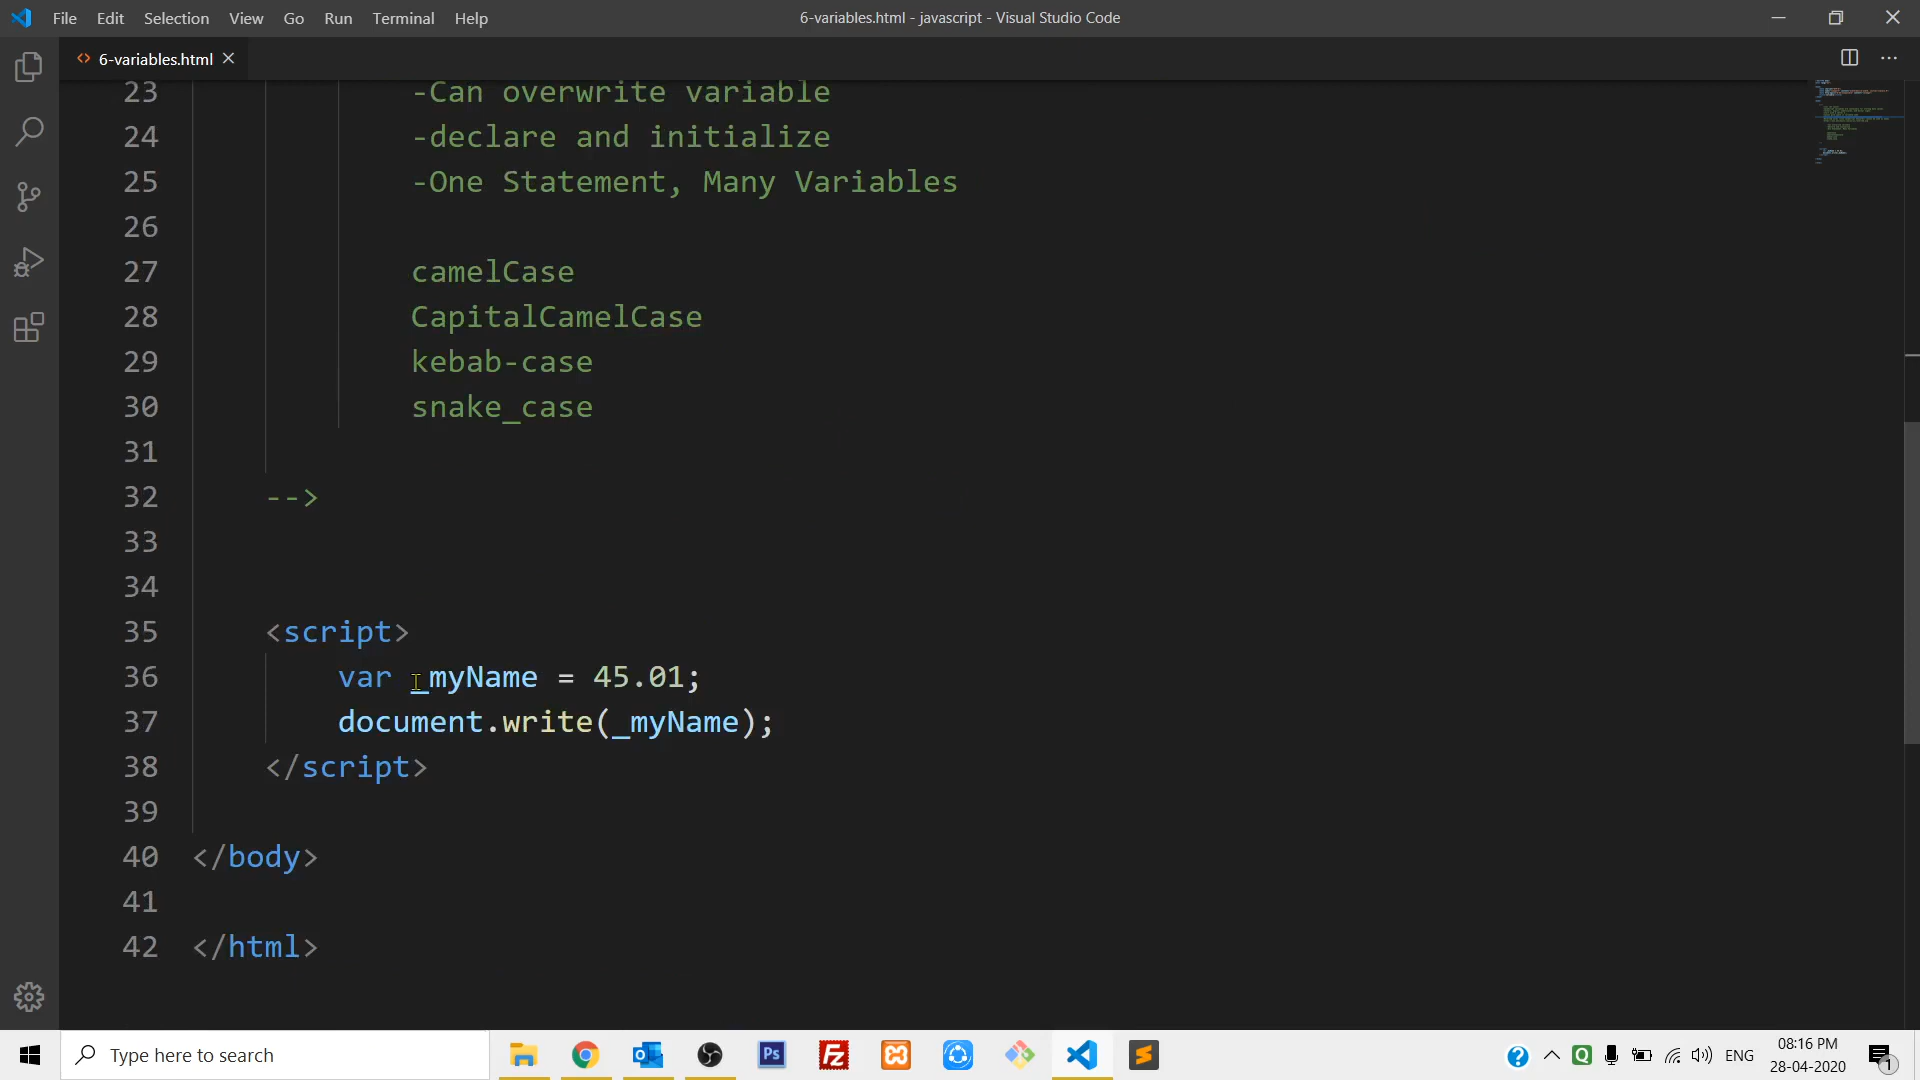 File Edit Selection View Go Run Terminal Help
6-variables.html - javascript - Visual Studio Code
6-variables.html
23 -Can overwrite variable
24 -declare and initialize
25 -One Statement, Many Variables
26
27 camelCase
28 CapitalCamelCase
29 kebab-case
30 snake_case
31
32 -->
33
34
35 <script>
36 var _myName = 45.01;
37 document.write(_myName);
38 </script>
39
40 </body>
41
42 </html>
Type here to search
Ps
Fz
ENG
08:16 PM
28-04-2020
1